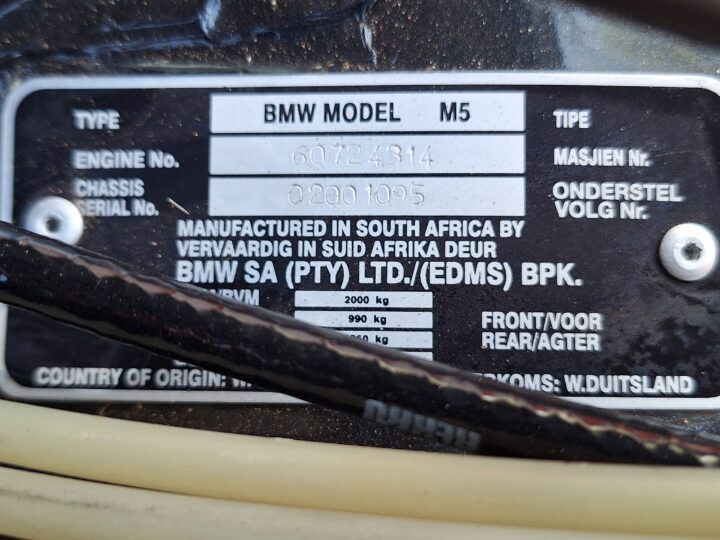 TYPE BMW MODEL M5 TIPE
ENGINE No. 60724314 MASJIEN Nr.
CHASSIS SERIAL No. 02001095 ONDERSTEL VOLG Nr.
MANUFACTURED IN SOUTH AFRICA BY
VERVAARDIG IN SUID AFRIKA DEUR
BMW SA (PTY) LTD./(EDMS) BPK.
2000 kg
990 kg FRONT/VOOR
REAR/AGTER
COUNTRY OF ORIGIN: W. W.DUITSLAND